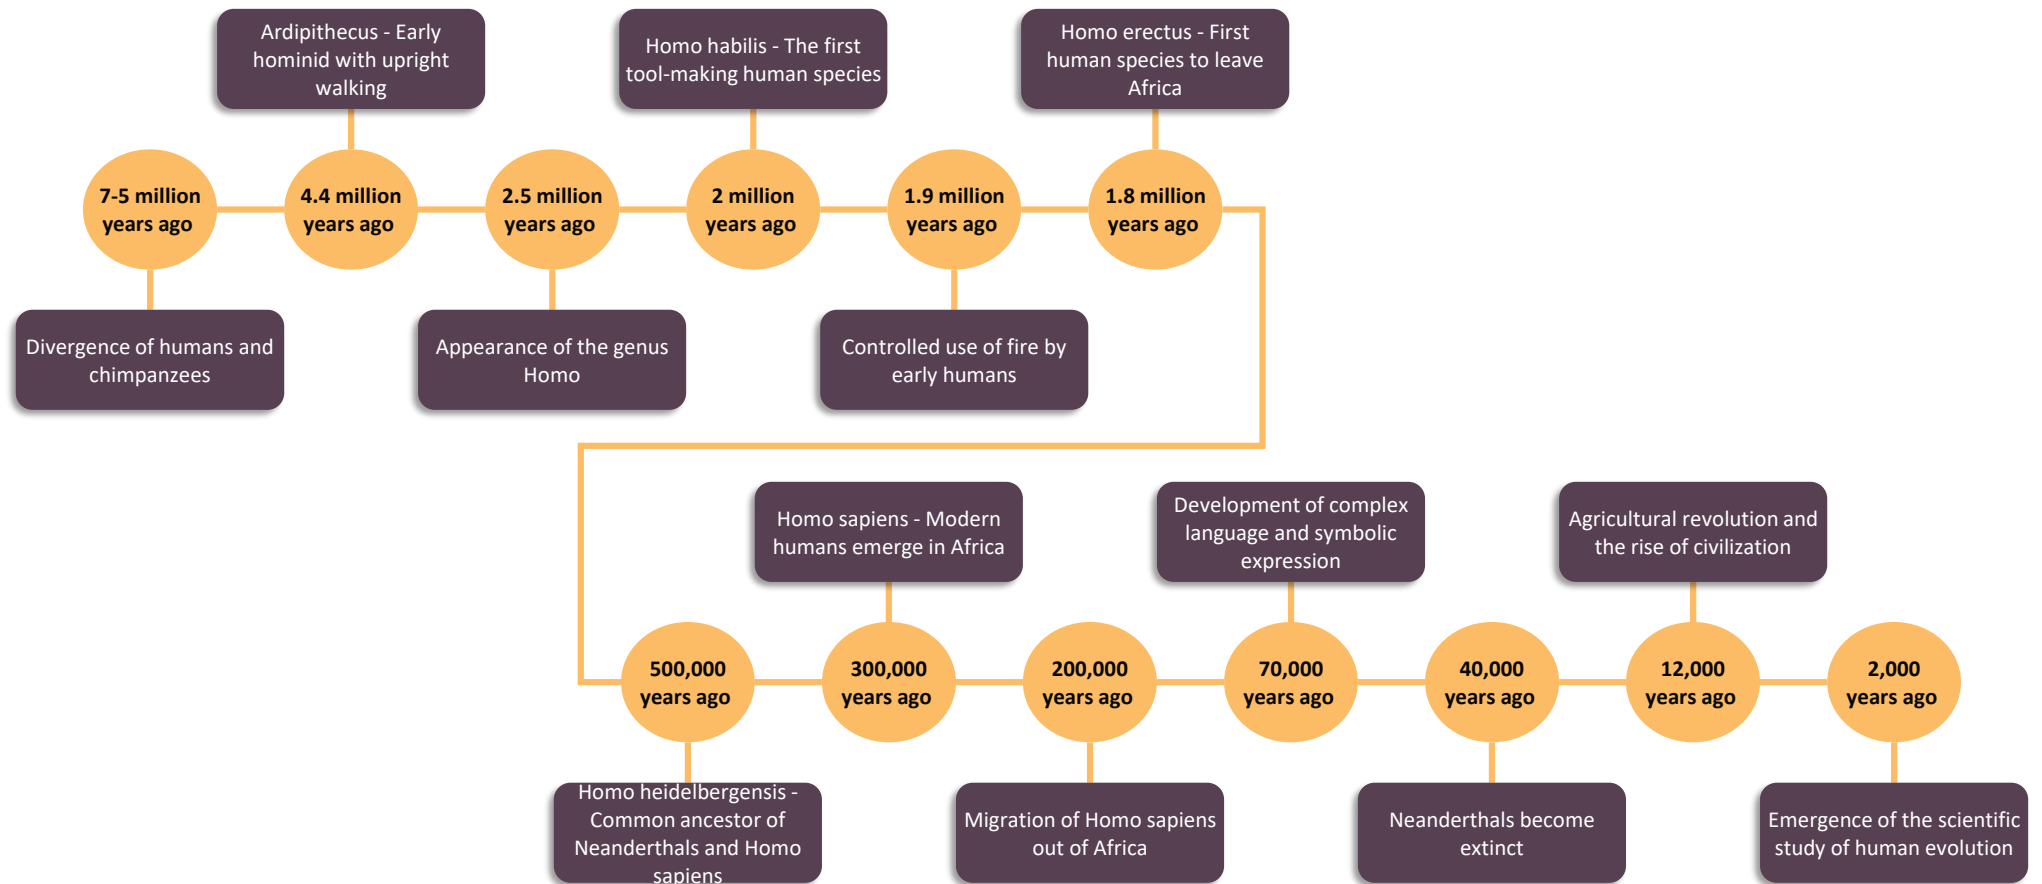 Ardipithecus - Early
hominid with upright
walking
Homo habilis - The first
tool-making human species
Homo erectus - First
human species to leave
Africa
7-5 million
years ago
4.4 million
years ago
2.5 million
years ago
2 million
years ago
1.9 million
years ago
1.8 million
years ago
Divergence of humans and
chimpanzees
Appearance of the genus
Homo
Controlled use of fire by
early humans
Homo sapiens - Modern
humans emerge in Africa
Development of complex
language and symbolic
expression
Agricultural revolution and
the rise of civilization
500,000
years ago
300,000
years ago
200,000
years ago
70,000
years ago
40,000
years ago
12,000
years ago
2,000
years ago
Homo heidelbergensis -
Common ancestor of
Neanderthals and Homo
sapiens
Migration of Homo sapiens
out of Africa
Neanderthals become
extinct
Emergence of the scientific
study of human evolution